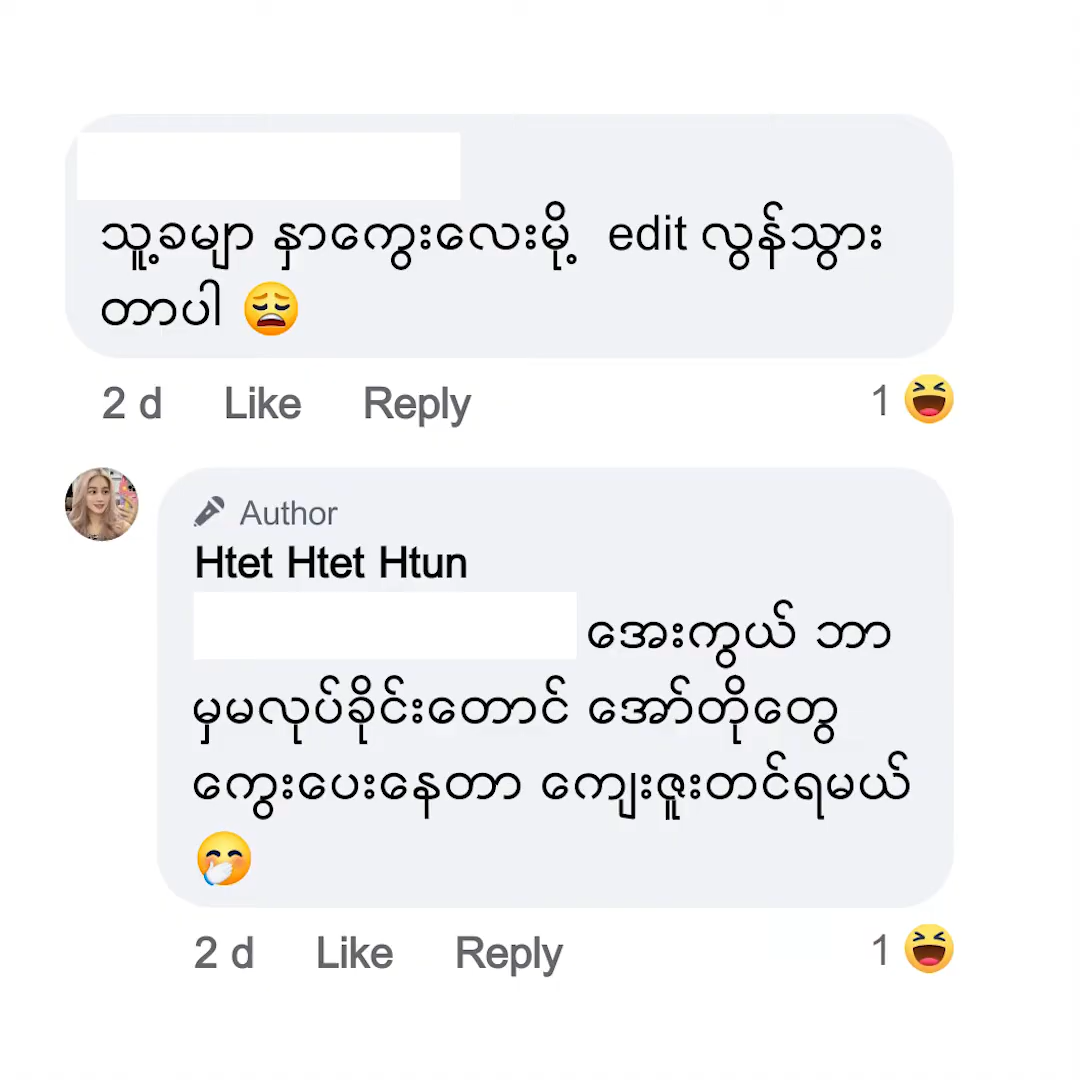 သူ့ခမျာ နှာကွေးလေးမို့ edit လွန်သွား
တာပါ 😩
2 d Like Reply 1 😆
Author
Htet Htet Htun
အေးကွယ် ဘာ
မှမလုပ်ခိုင်းတောင် အော်တိုတွေ
ကွေးပေးနေတာ ကျေးဇူးတင်ရမယ်
🤭
2 d Like Reply 1 😆